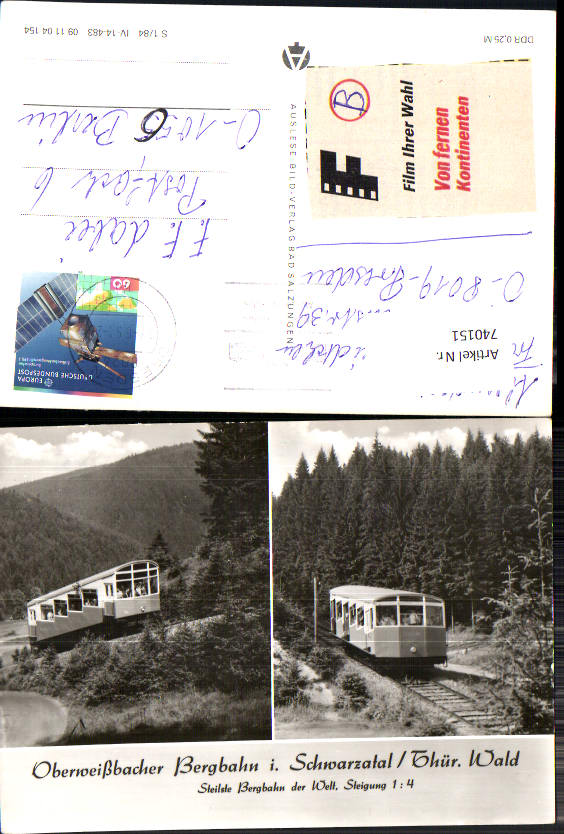 DDR 0,25 M
S 1/84 IV-14-483 09 11 04 154
AUSLESE BILD-VERLAG BAD SALZUNGEN
F
B
Film Ihrer Wahl
Von fernen
Kontinenten
Artikel Nr.
740151
Ö-8019-Dresden
60
EUROPA
DEUTSCHE BUNDESPOST
F.F. dabei
Postfach 6
O-1056 Berlin
Oberweißbacher Bergbahn i. Schwarzatal / Thür. Wald
Steilste Bergbahn der Welt, Steigung 1 : 4